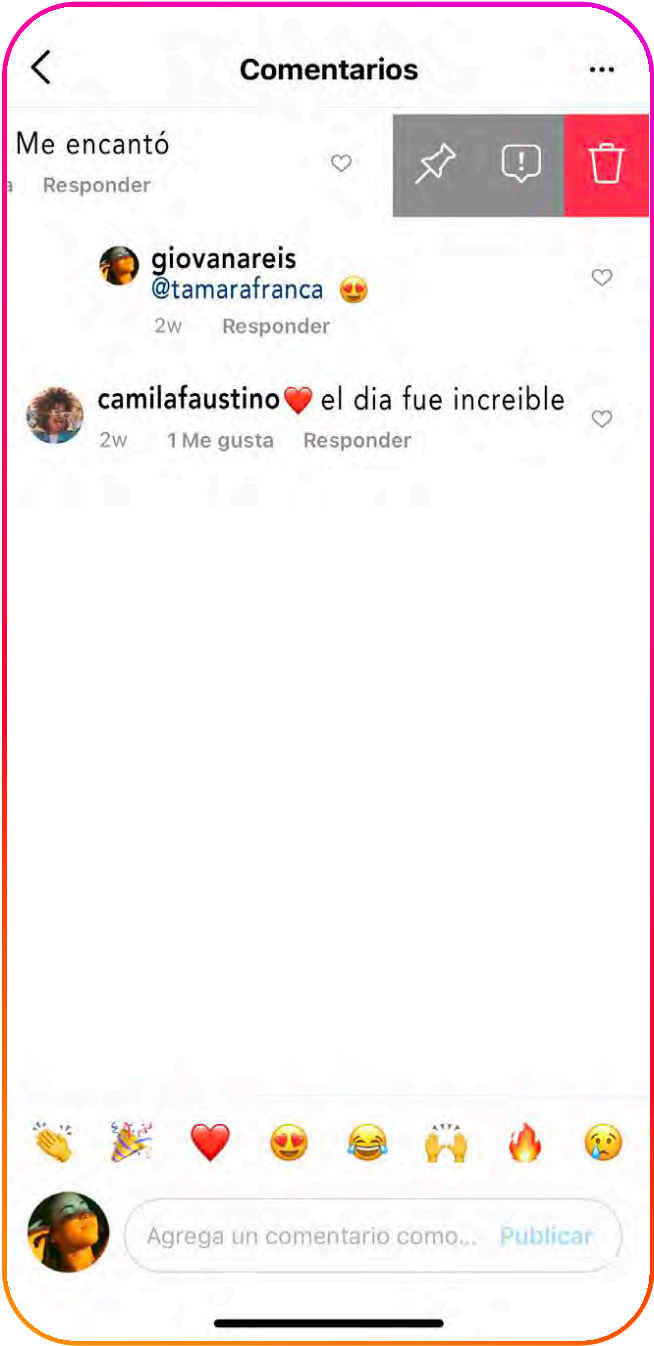 Comentarios
Me encantó
a Responder
giovanareis
@tamarafranca 😍
2w Responder
camilafaustino❤️ el dia fue increible
2w 1 Me gusta Responder
Agrega un comentario como... Publicar